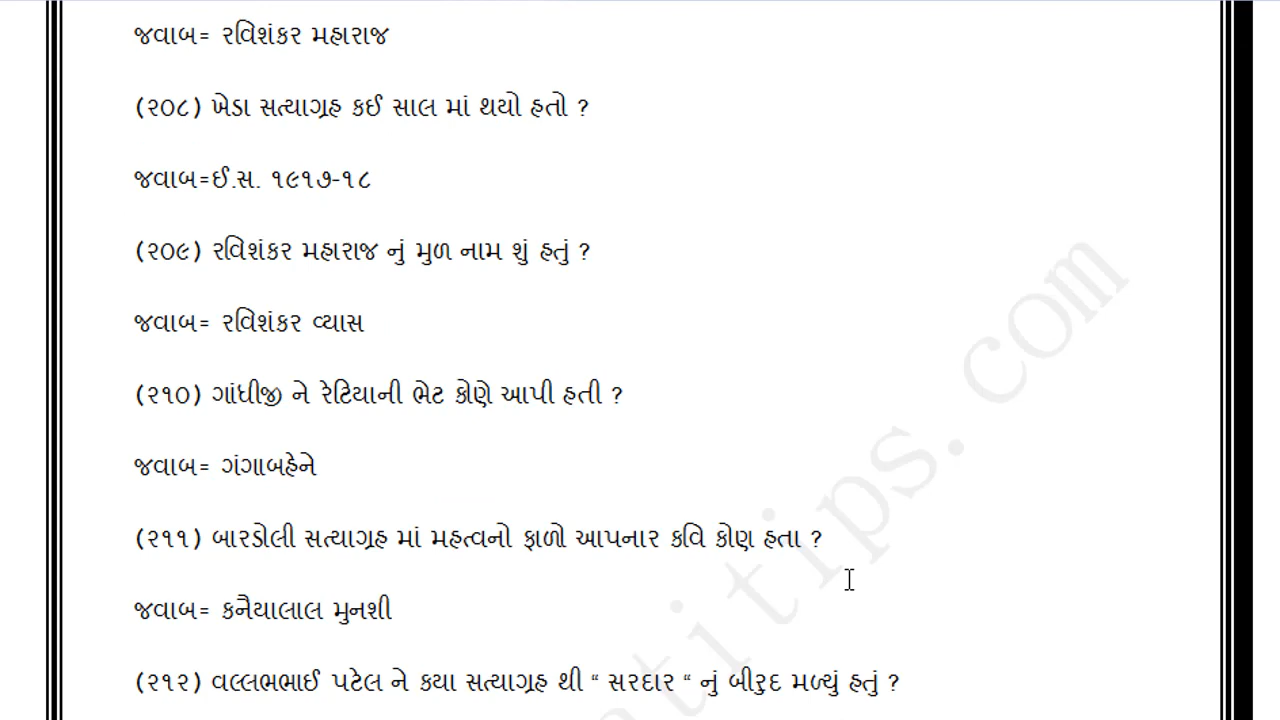 જવાબ= રવિશંકર મહારાજ
(૨૦૮) ખેડા સત્યાગ્રહ કઈ સાલ માં થયો હતો ?
જવાબ=ઈ.સ. ૧૯૧૭-૧૮
(૨૦૯) રવિશંકર મહારાજ નું મુળ નામ શું હતું ?
જવાબ= રવિશંકર વ્યાસ
(૨૧૦) ગાંધીજી ને રેટિયાની ભેટ કોણે આપી હતી ?
જવાબ= ગંગાબહેને
(૨૧૧) બારડોલી સત્યાગ્રહ માં મહત્વનો ફાળો આપનાર કવિ કોણ હતા ?
જવાબ= કનૈયાલાલ મુનશી
(૨૧૨) વલ્લભભાઈ પટેલ ને કયા સત્યાગ્રહ થી “ સરદાર “ નું બીરુદ મળ્યું હતું ?